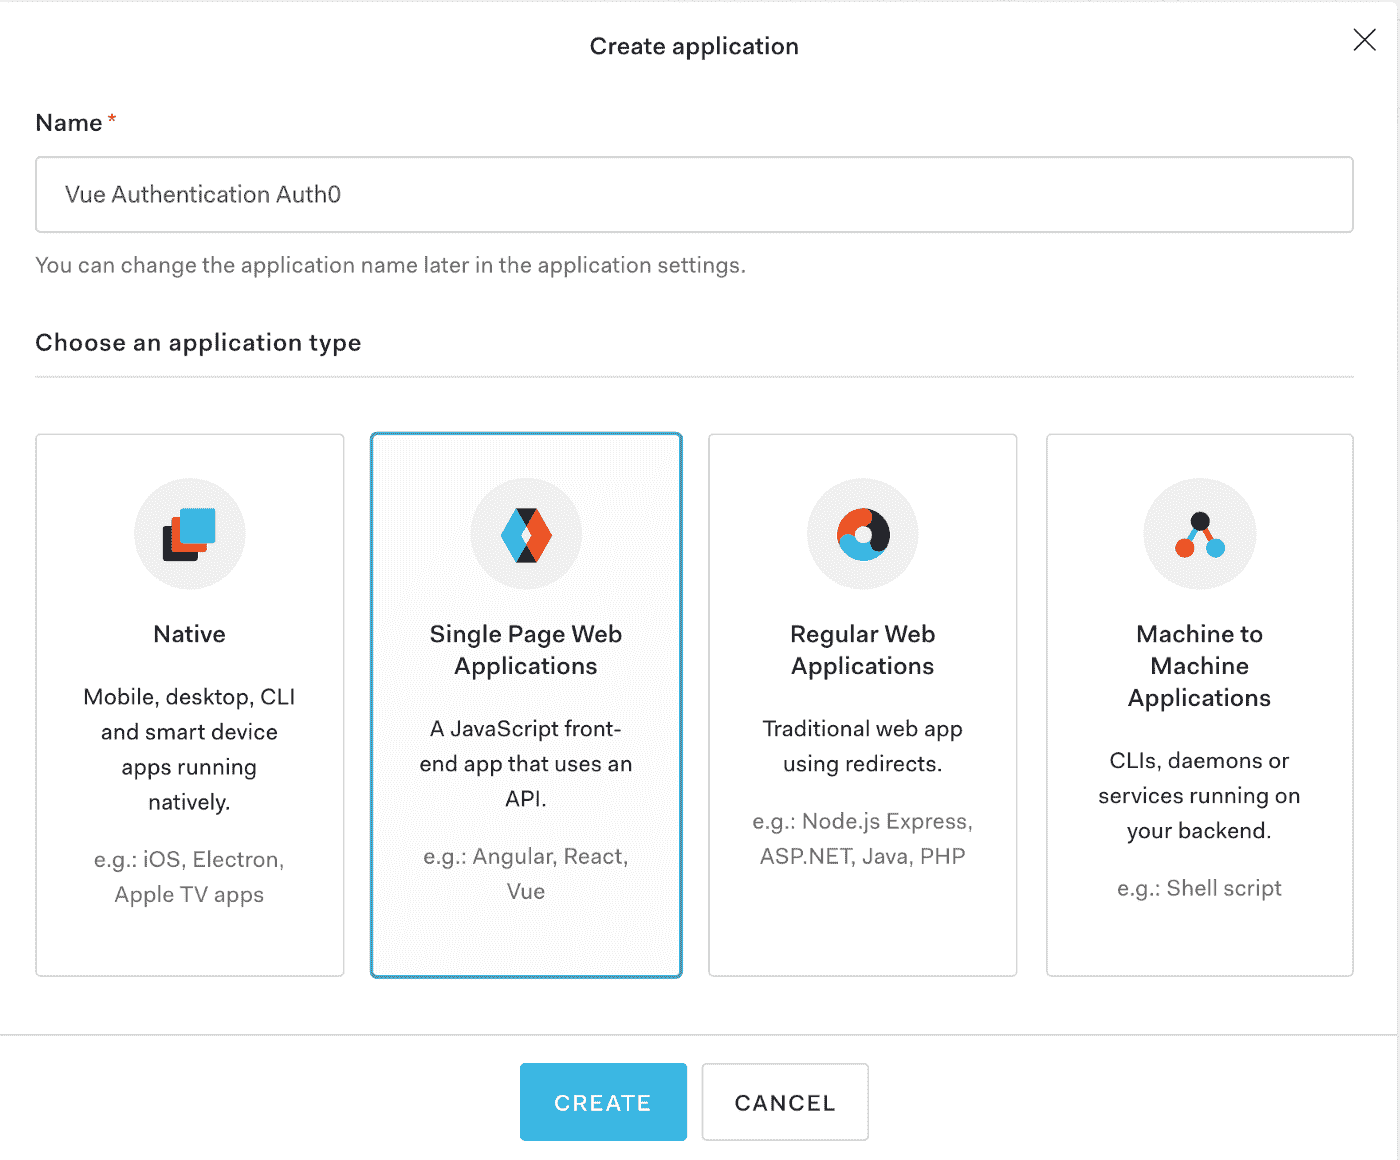 Create application
Name *
Vue Authentication Auth0
You can change the application name later in the application settings.
Choose an application type
Native
Mobile, desktop, CLI
and smart device
apps running
natively.
e.g.: iOS, Electron,
Apple TV apps
Single Page Web
Applications
A JavaScript front-
end app that uses an
API.
e.g.: Angular, React,
Vue
Regular Web
Applications
Traditional web app
using redirects.
e.g.: Node.js Express,
ASP.NET, Java, PHP
Machine to
Machine
Applications
CLIs, daemons or
services running on
your backend.
e.g.: Shell script
CREATE
CANCEL